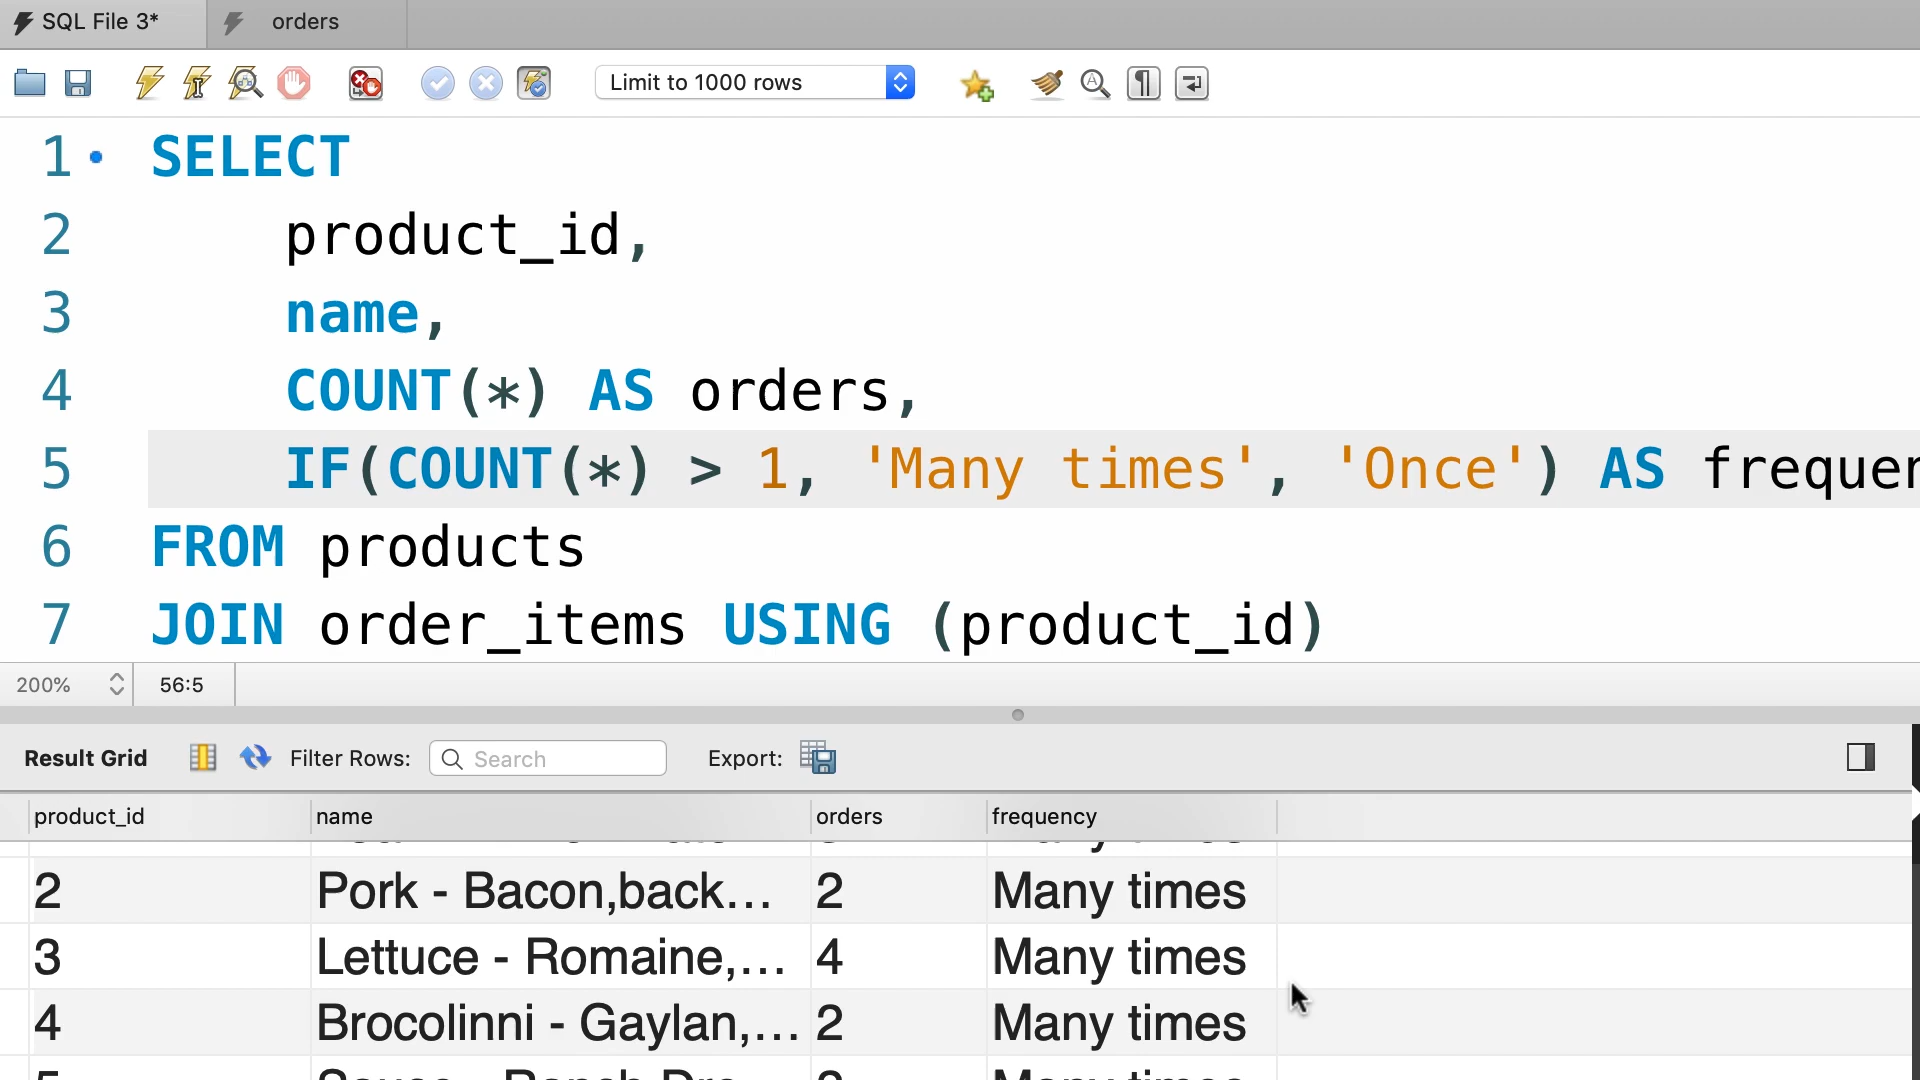 SQL File 3* orders
Limit to 1000 rows
1 SELECT
2 product_id,
3 name,
4 COUNT(*) AS orders,
5 IF(COUNT(*) > 1, 'Many times', 'Once') AS frequen
6 FROM products
7 JOIN order_items USING (product_id)
200% 56:5
Result Grid Filter Rows: Search Export:
product_id name orders frequency
2 Pork - Bacon,back... 2 Many times
3 Lettuce - Romaine,... 4 Many times
4 Brocolinni - Gaylan,... 2 Many times